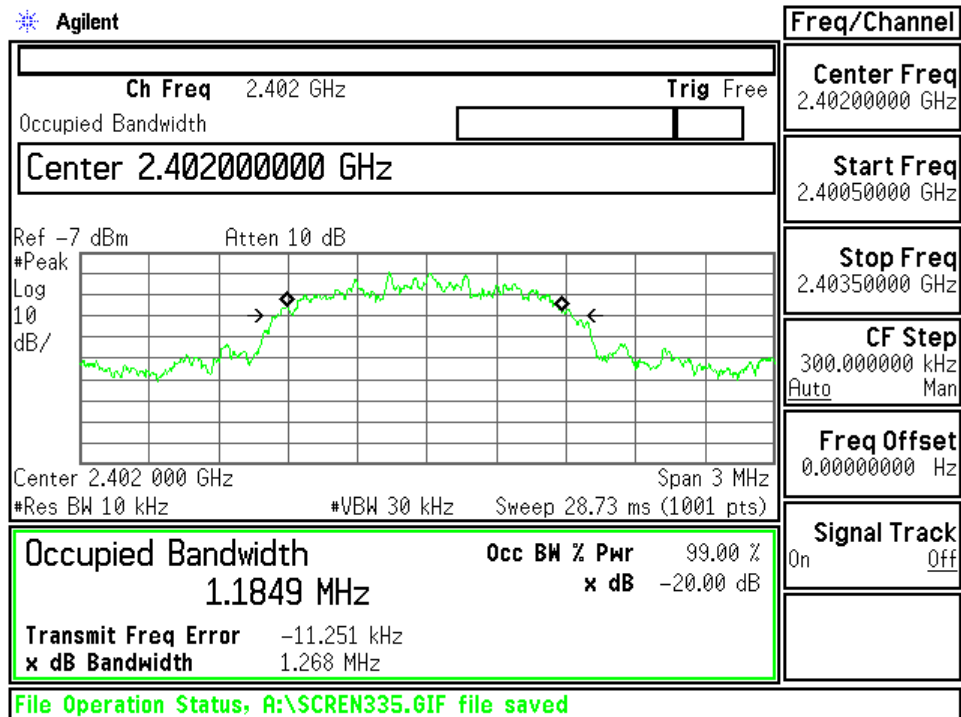 Agilent
Freq/Channel
Ch Freq 2.402 GHz Trig Free
Occupied Bandwidth
Center 2.402000000 GHz
Ref -7 dBm Atten 10 dB
#Peak
Log
10
dB/
Center 2.402 000 GHz Span 3 MHz
#Res BW 10 kHz #VBW 30 kHz Sweep 28.73 ms (1001 pts)
Occupied Bandwidth
1.1849 MHz
Occ BW % Pwr 99.00 %
x dB -20.00 dB
Transmit Freq Error -11.251 kHz
x dB Bandwidth 1.268 MHz
File Operation Status, A:\SCREN335.GIF file saved
Center Freq
2.40200000 GHz
Start Freq
2.40050000 GHz
Stop Freq
2.40350000 GHz
CF Step
300.000000 kHz
Auto Man
Freq Offset
0.00000000 Hz
Signal Track
On Off